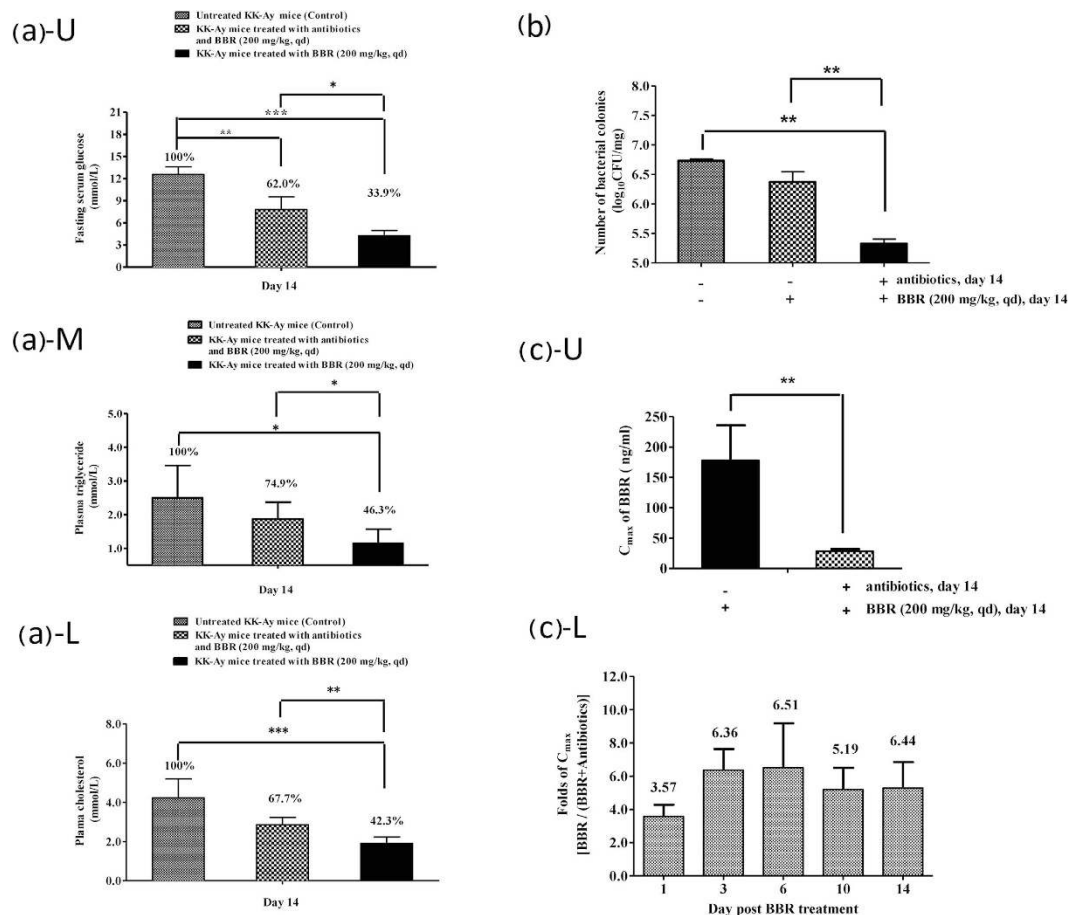 (a)-U
Untreated KK-Ay mice (Control)
KK-Ay mice treated with antibiotics
and BBR (200 mg/kg, qd)
KK-Ay mice treated with BBR (200 mg/kg, qd)
*
***
**
Fasting serum glucose
(mmol/L)
21
18
15
12
9
6
3
0
100%
62.0%
33.9%
Day 14
(a)-M
Untreated KK-Ay mice (Control)
KK-Ay mice treated with antibiotics
and BBR (200 mg/kg, qd)
KK-Ay mice treated with BBR (200 mg/kg, qd)
*
*
Plasma triglyceride
(mmol/L)
5.0
4.0
3.0
2.0
1.0
100%
74.9%
46.3%
Day 14
(a)-L
Untreated KK-Ay mice (Control)
KK-Ay mice treated with antibiotics
and BBR (200 mg/kg, qd)
KK-Ay mice treated with BBR (200 mg/kg, qd)
**
***
Plama cholesterol
(mmol/L)
8.0
6.0
4.0
2.0
0.0
100%
67.7%
42.3%
Day 14
(b)
**
**
Number of bacterial colonies
(log10CFU/mg)
8.0
7.5
7.0
6.5
6.0
5.5
5.0
- - + antibiotics, day 14
- + + BBR (200 mg/kg, qd), day 14
(c)-U
**
Cmax of BBR ( ng/ml)
250
200
150
100
50
0
- + antibiotics, day 14
+ + BBR (200 mg/kg, qd), day 14
(c)-L
Folds of Cmax
[BBR / (BBR+Antibiotics)]
12.0
10.0
8.0
6.0
4.0
2.0
0.0
3.57
6.36
6.51
5.19
6.44
1 3 6 10 14
Day post BBR treatment